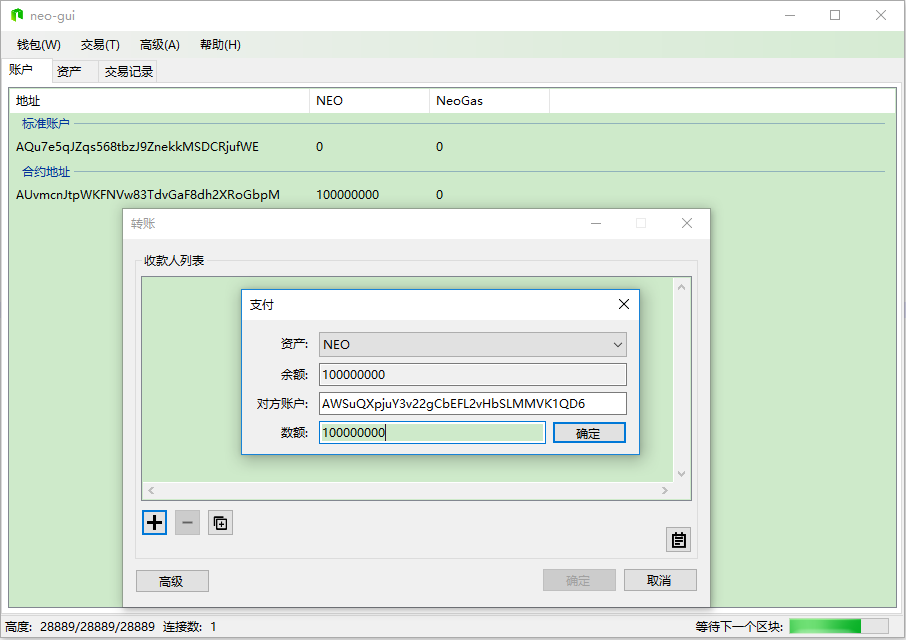 neo-gui
钱包(W) 交易(T) 高级(A) 帮助(H)
账户 资产 交易记录
地址 NEO NeoGas
标准账户
AQu7e5qJZqs568tbzJ9ZnekkMSDCRjufWE 0 0
合约地址
AUvmcnJtpWKFNVw83TdvGaF8dh2XRoGbpM 100000000 0
转账
收款人列表
支付
资产: NEO
余额: 100000000
对方账户: AWSuQXpjuY3v22gCbEFL2vHbSLMMVK1QD6
数额: 100000000 确定
高级 确定 取消
高度: 28889/28889/28889 连接数: 1 等待下一个区块: